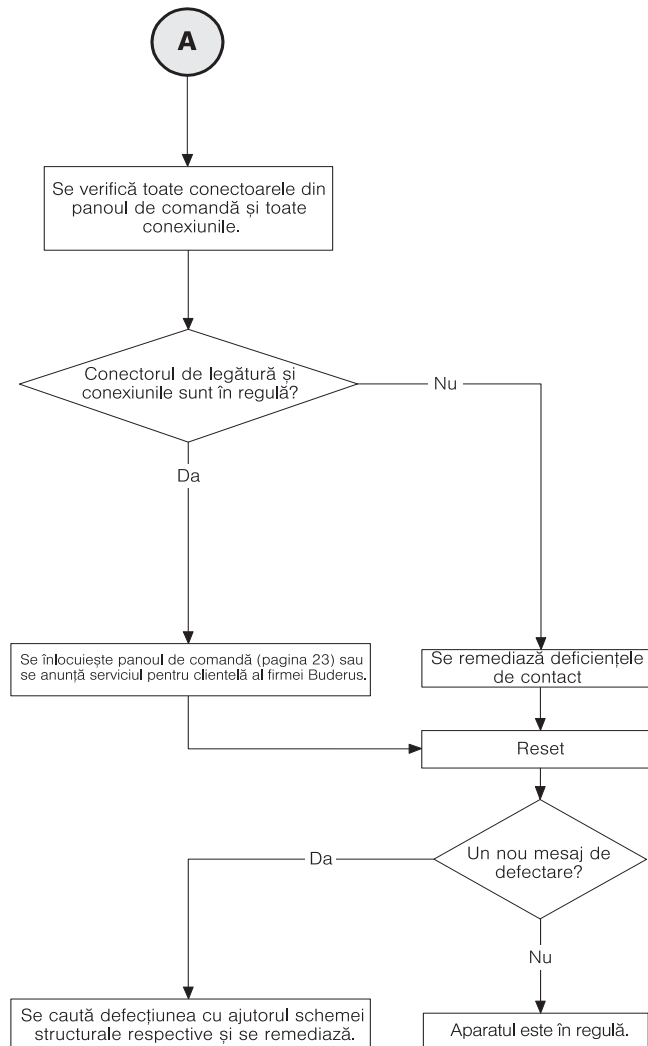 A
Se verifică toate conectoarele din
panoul de comandă și toate
conexiunile.
Conectorul de legătură și
conexiunile sunt în regulă?
Nu
Da
Se înlocuiește panoul de comandă (pagina 23) sau
se anunță serviciul pentru clientelă al firmei Buderus.
Se remediază deficiențele
de contact
Reset
Un nou mesaj de
defectare?
Da
Nu
Se caută defecțiunea cu ajutorul schemei
structurale respective și se remediază.
Aparatul este în regulă.